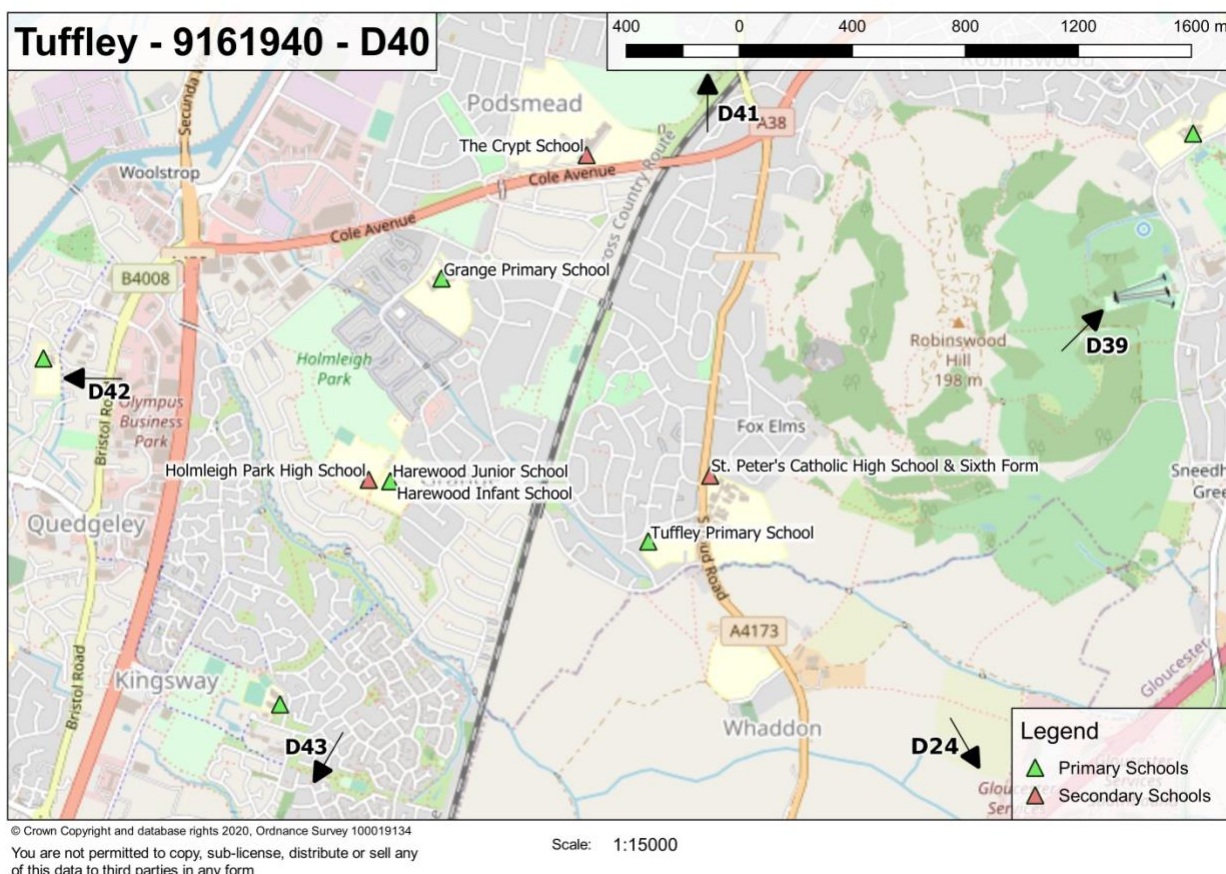 Tuffley - 9161940 - D40
400 0 400 800 1200 1600 m
Robinswood
Secunda
Podsmead
D41
A38
The Crypt School
Cole Avenue
Woolstrop
Cross Country Route
Cole Avenue
B4008
Grange Primary School
Holmleigh
Park
Robinswood
Hill
198 m
D39
D42
Olympus
Business
Park
Bristol Road
Fox Elms
Holmleigh Park High School
Harewood Junior School
Harewood Infant School
St. Peter's Catholic High School & Sixth Form
Quedgeley
Tuffley Primary School
Road
A4173
Kingsway
Bristol Road
Gloucester
Whaddon
D43
D24
Legend
Primary Schools
Secondary Schools
Services
© Crown Copyright and database rights 2020, Ordnance Survey 100019134
You are not permitted to copy, sub-license, distribute or sell any
of this data to third parties in any form
Scale: 1:15000